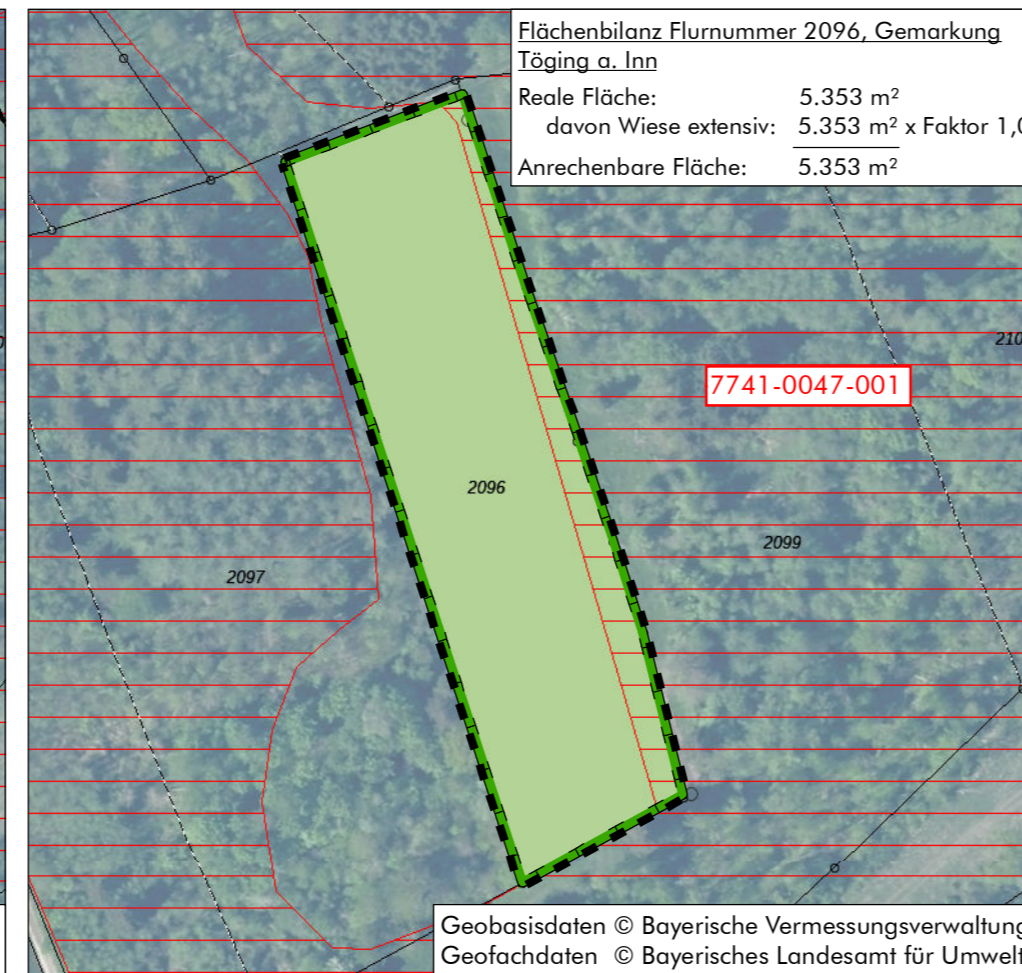 Flächenbilanz Flurnummer 2096, Gemarkung
Töging a. Inn
Reale Fläche: 5.353 m²
davon Wiese extensiv: 5.353 m² x Faktor 1,0
Anrechenbare Fläche: 5.353 m²
210
7741-0047-001
2096
2099
2097
Geobasisdaten © Bayerische Vermessungsverwaltung
Geofachdaten © Bayerisches Landesamt für Umwelt